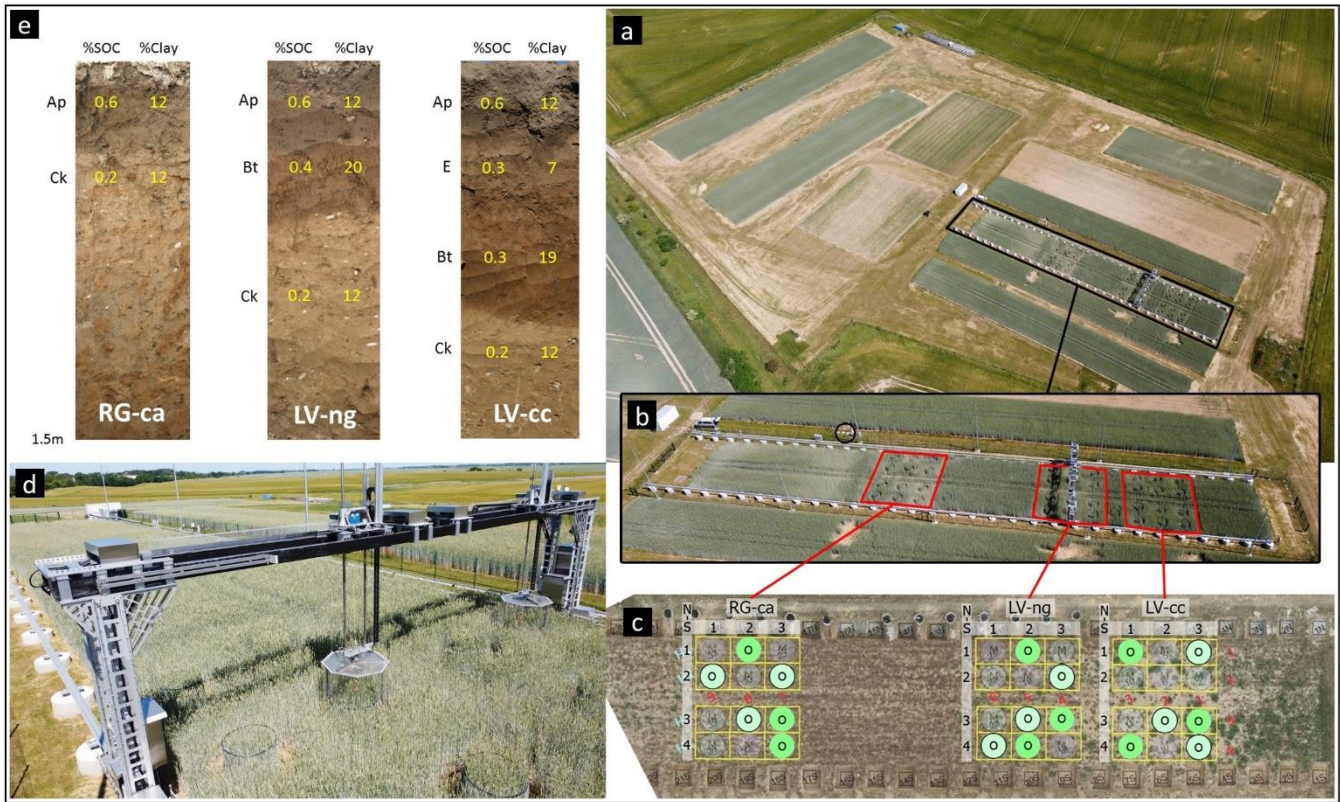 e
%SOC %Clay %SOC %Clay %SOC %Clay
Ap 0.6 12 Ap 0.6 12 Ap 0.6 12
Ck 0.2 12 Bt 0.4 20 E 0.3 7
Bt 0.3 19
Ck 0.2 12
Ck 0.2 12
RG-ca LV-ng LV-cc
1.5m
a
b
d
c
N-S RG-ca N-S LV-ng N-S LV-cc
1 2 3 1 2 3 1 2 3
1 M O M 1 M O M 1 O M O
2 O M O 2 M M O 2 M M M
3 M O O 3 M O O 3 M O O
4 M M O 4 O O M 4 O M O